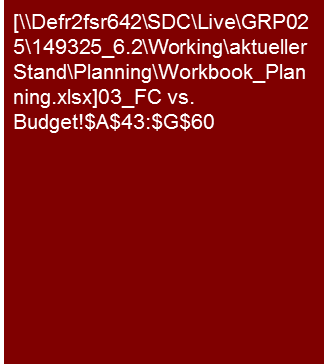 [\\Defr2fsr642\SDC\Live\GRP02
5\149325_6.2\Working\aktueller
Stand\Planning\Workbook_Plan
ning.xlsx]03_FC vs.
Budget!$A$43:$G$60